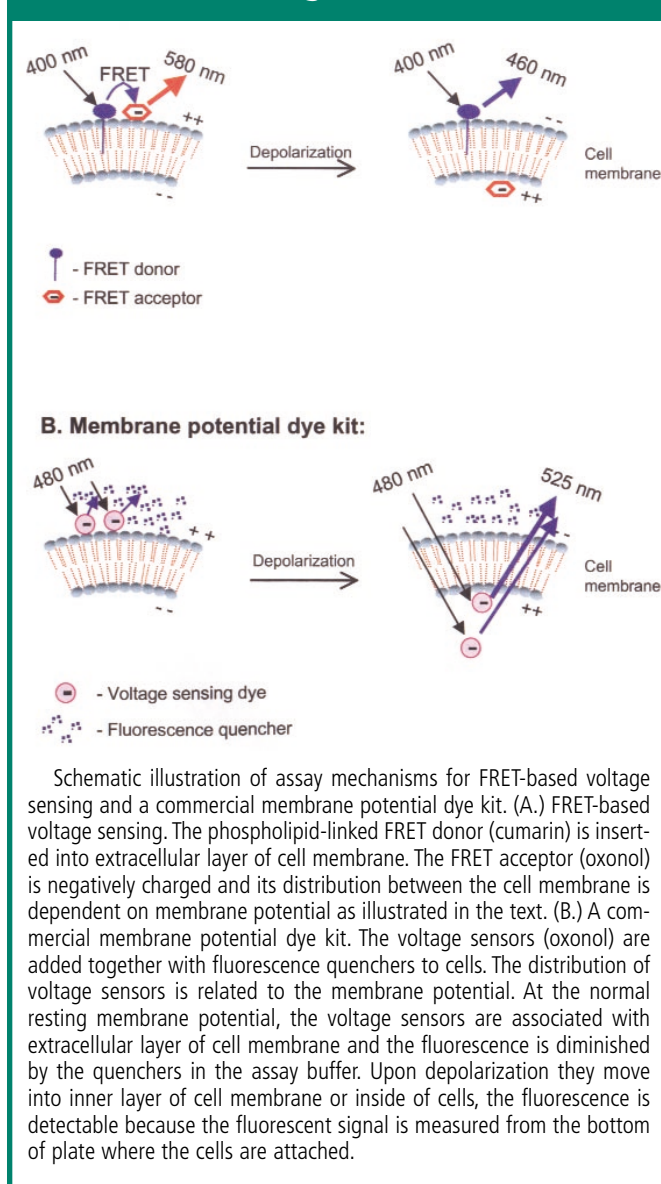 400 nm
FRET
580 nm
++
- -
Depolarization
400 nm
460 nm
- -
++
Cell
membrane
- FRET donor
- FRET acceptor
B. Membrane potential dye kit:
480 nm
++
- -
Depolarization
480 nm
525 nm
-
++
Cell
membrane
- Voltage sensing dye
- Fluorescence quencher
Schematic illustration of assay mechanisms for FRET-based voltage
sensing and a commercial membrane potential dye kit. (A.) FRET-based
voltage sensing. The phospholipid-linked FRET donor (cumarin) is insert-
ed into extracellular layer of cell membrane. The FRET acceptor (oxonol)
is negatively charged and its distribution between the cell membrane is
dependent on membrane potential as illustrated in the text. (B.) A com-
mercial membrane potential dye kit. The voltage sensors (oxonol) are
added together with fluorescence quenchers to cells. The distribution of
voltage sensors is related to the membrane potential. At the normal
resting membrane potential, the voltage sensors are associated with
extracellular layer of cell membrane and the fluorescence is diminished
by the quenchers in the assay buffer. Upon depolarization they move
into inner layer of cell membrane or inside of cells, the fluorescence is
detectable because the fluorescent signal is measured from the bottom
of plate where the cells are attached.